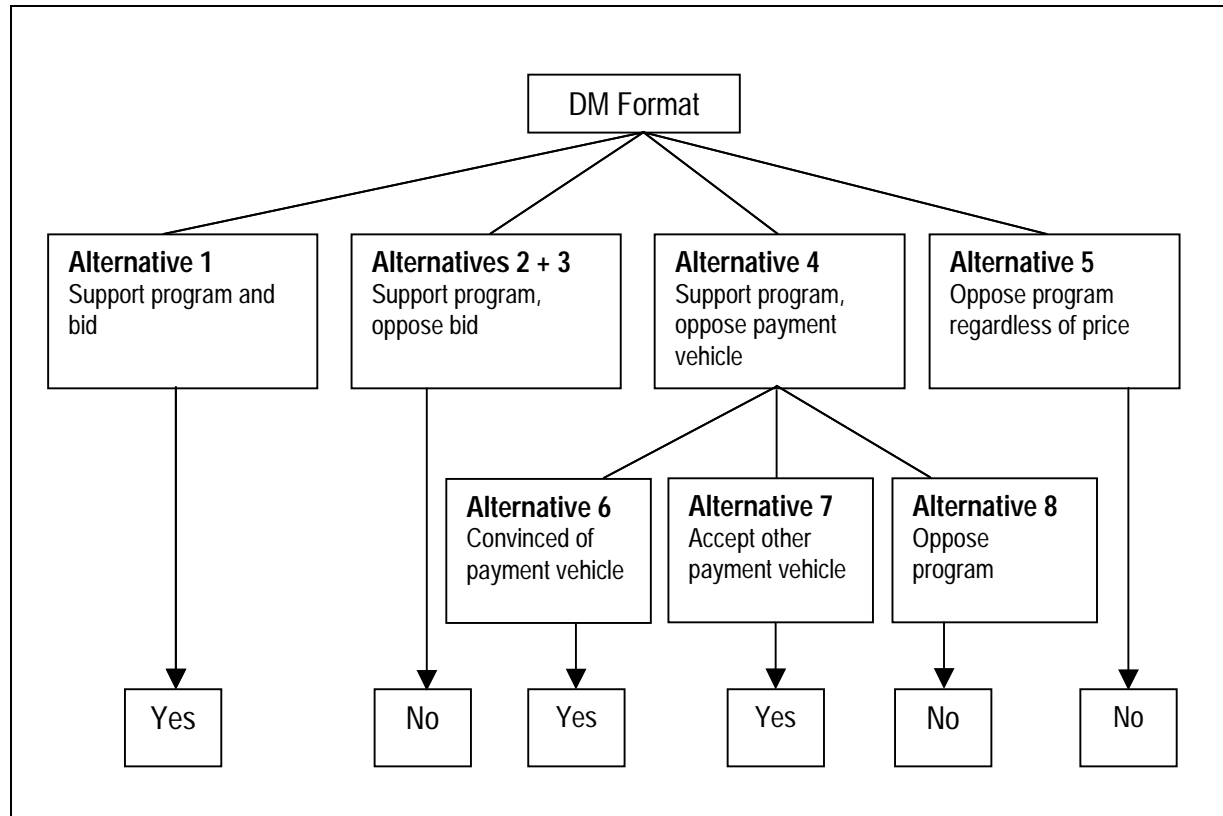 DM Format
Alternative 1
Support program and
bid
Alternatives 2 + 3
Support program,
oppose bid
Alternative 4
Support program,
oppose payment
vehicle
Alternative 5
Oppose program
regardless of price
Alternative 6
Convinced of
payment vehicle
Alternative 7
Accept other
payment vehicle
Alternative 8
Oppose
program
Yes
No
Yes
Yes
No
No